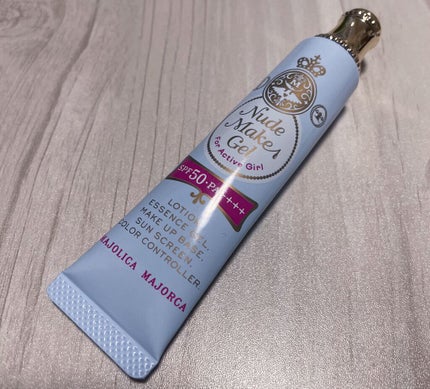 M
Nude
Make
Gel
For Active Girl
SPF50·PA++++
LOTION.
ESSENCE GEL.
MAKE UP BASE.
SUN SCREEN.
COLOR CONTROLLER.
MAJOLICA MAJORCA